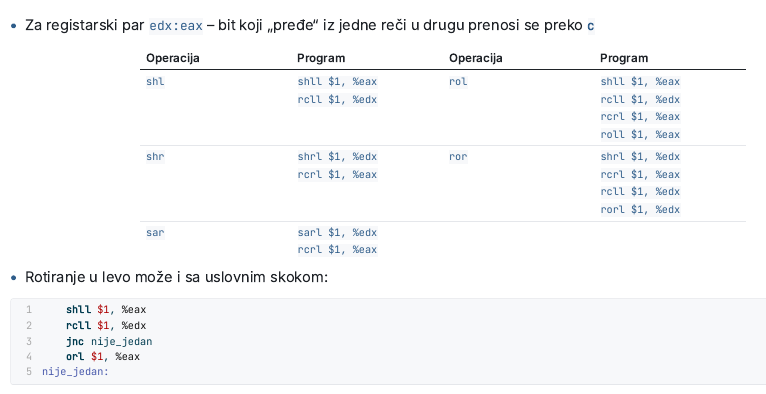 • Za registarski par edx:eax – bit koji „pređe“ iz jedne reči u drugu prenosi se preko c
Operacija Program Operacija Program
shl shll $1, %eax rol shll $1, %eax
rcll $1, %edx rcll $1, %edx
rcrl $1, %eax
roll $1, %eax
shr shrl $1, %edx ror shrl $1, %edx
rcrl $1, %eax rcrl $1, %eax
rcll $1, %edx
rorl $1, %edx
sar sarl $1, %edx
rcrl $1, %eax
• Rotiranje u levo može i sa uslovnim skokom:
1 shll $1, %eax
2 rcll $1, %edx
3 jnc nije_jedan
4 orl $1, %eax
5 nije_jedan: